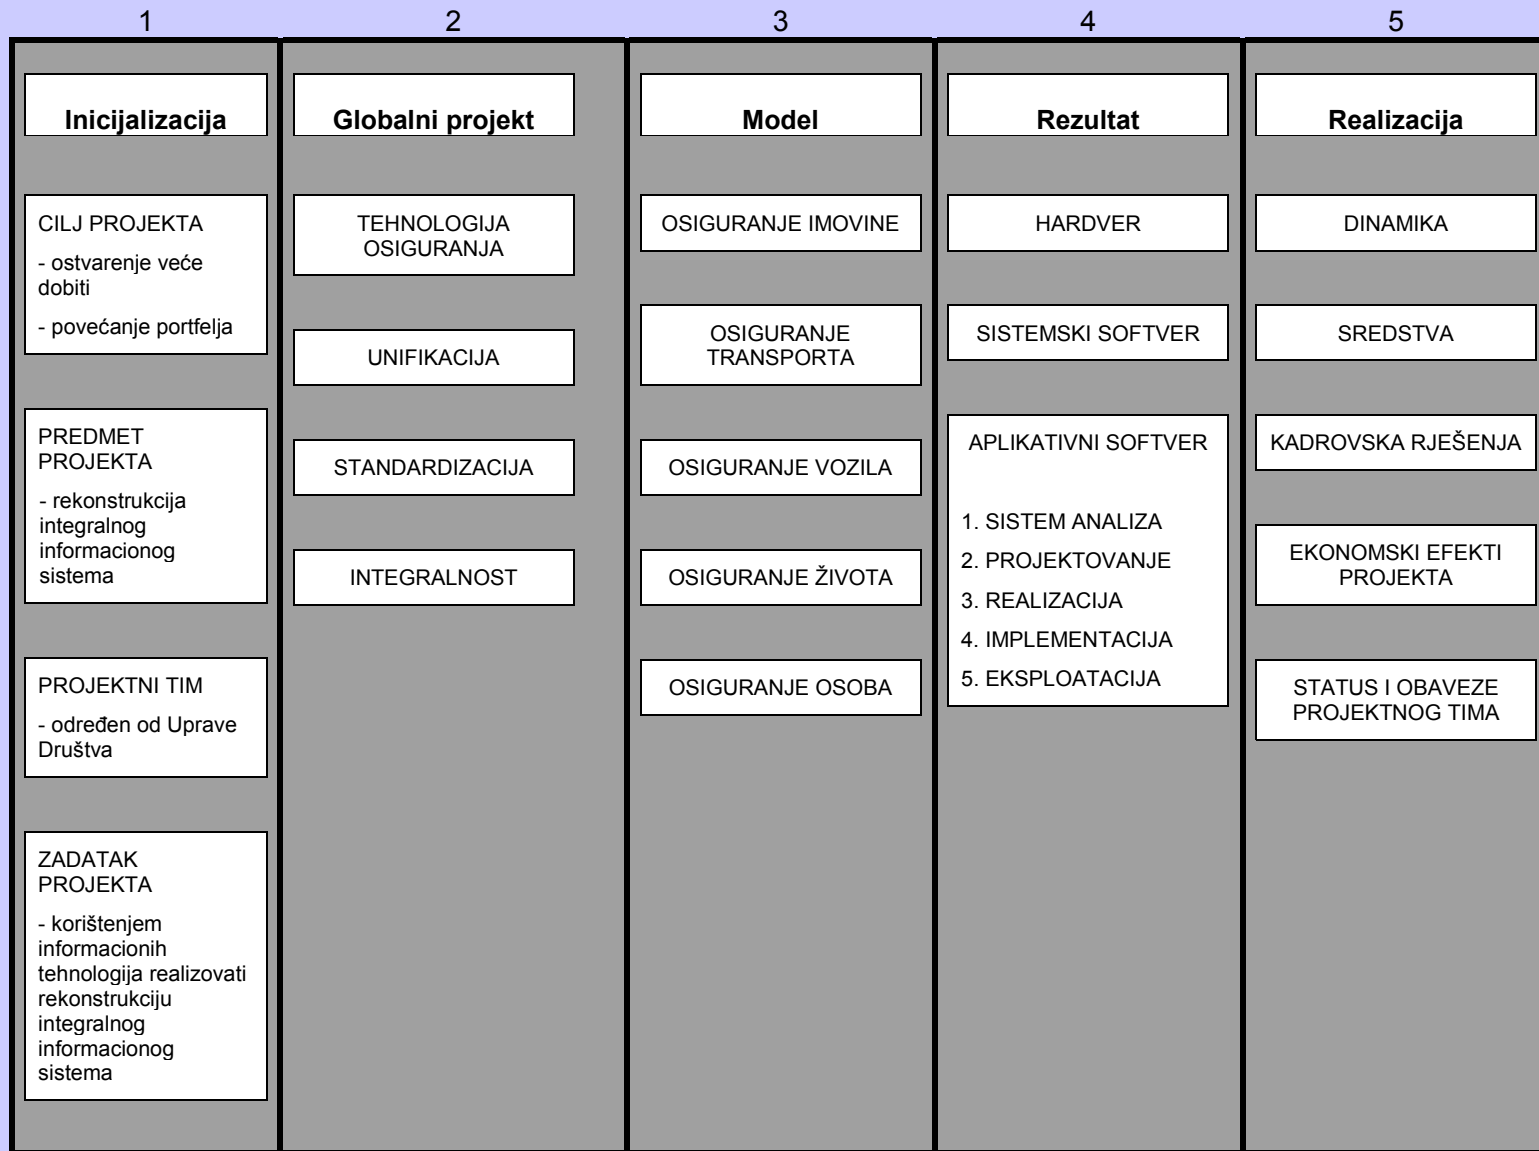 1
2
3
4
5
Inicijalizacija
Globalni projekt
Model
Rezultat
Realizacija
CILJ PROJEKTA
- ostvarenje veće
dobiti
- povećanje portfelja
PREDMET
PROJEKTA
- rekonstrukcija
integralnog
informacionog
sistema
PROJEKTNI TIM
- određen od Uprave
Društva
ZADATAK
PROJEKTA
- korištenjem
informacionih
tehnologija realizovati
rekonstrukciju
integralnog
informacionog
sistema
TEHNOLOGIJA
OSIGURANJA
UNIFIKACIJA
STANDARDIZACIJA
INTEGRALNOST
OSIGURANJE IMOVINE
OSIGURANJE
TRANSPORTA
OSIGURANJE VOZILA
OSIGURANJE ŽIVOTA
OSIGURANJE OSOBA
HARDVER
SISTEMSKI SOFTVER
APLIKATIVNI SOFTVER
1. SISTEM ANALIZA
2. PROJEKTOVANJE
3. REALIZACIJA
4. IMPLEMENTACIJA
5. EKSPLOATACIJA
DINAMIKA
SREDSTVA
KADROVSKA RJEŠENJA
EKONOMSKI EFEKTI
PROJEKTA
STATUS I OBAVEZE
PROJEKTNOG TIMA